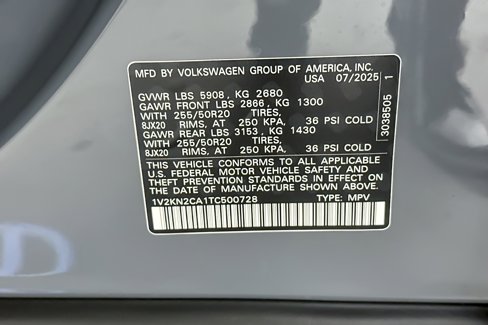 MFD BY VOLKSWAGEN GROUP OF AMERICA, INC.
USA 07/2025
GVWR LBS 5908, KG 2680
GAWR FRONT LBS 2866, KG 1300
WITH 255/50R20 TIRES,
8JX20 RIMS, AT 250 KPA, 36 PSI COLD
GAWR REAR LBS 3153, KG 1430
WITH 255/50R20 TIRES,
8JX20 RIMS, AT 250 KPA, 36 PSI COLD
THIS VEHICLE CONFORMS TO ALL APPLICABLE
U.S. FEDERAL MOTOR VEHICLE SAFETY AND
THEFT PREVENTION STANDARDS IN EFFECT ON THE
DATE OF MANUFACTURE SHOWN ABOVE.
1V2KN2CA1TC500728 TYPE: MPV
3038505 1